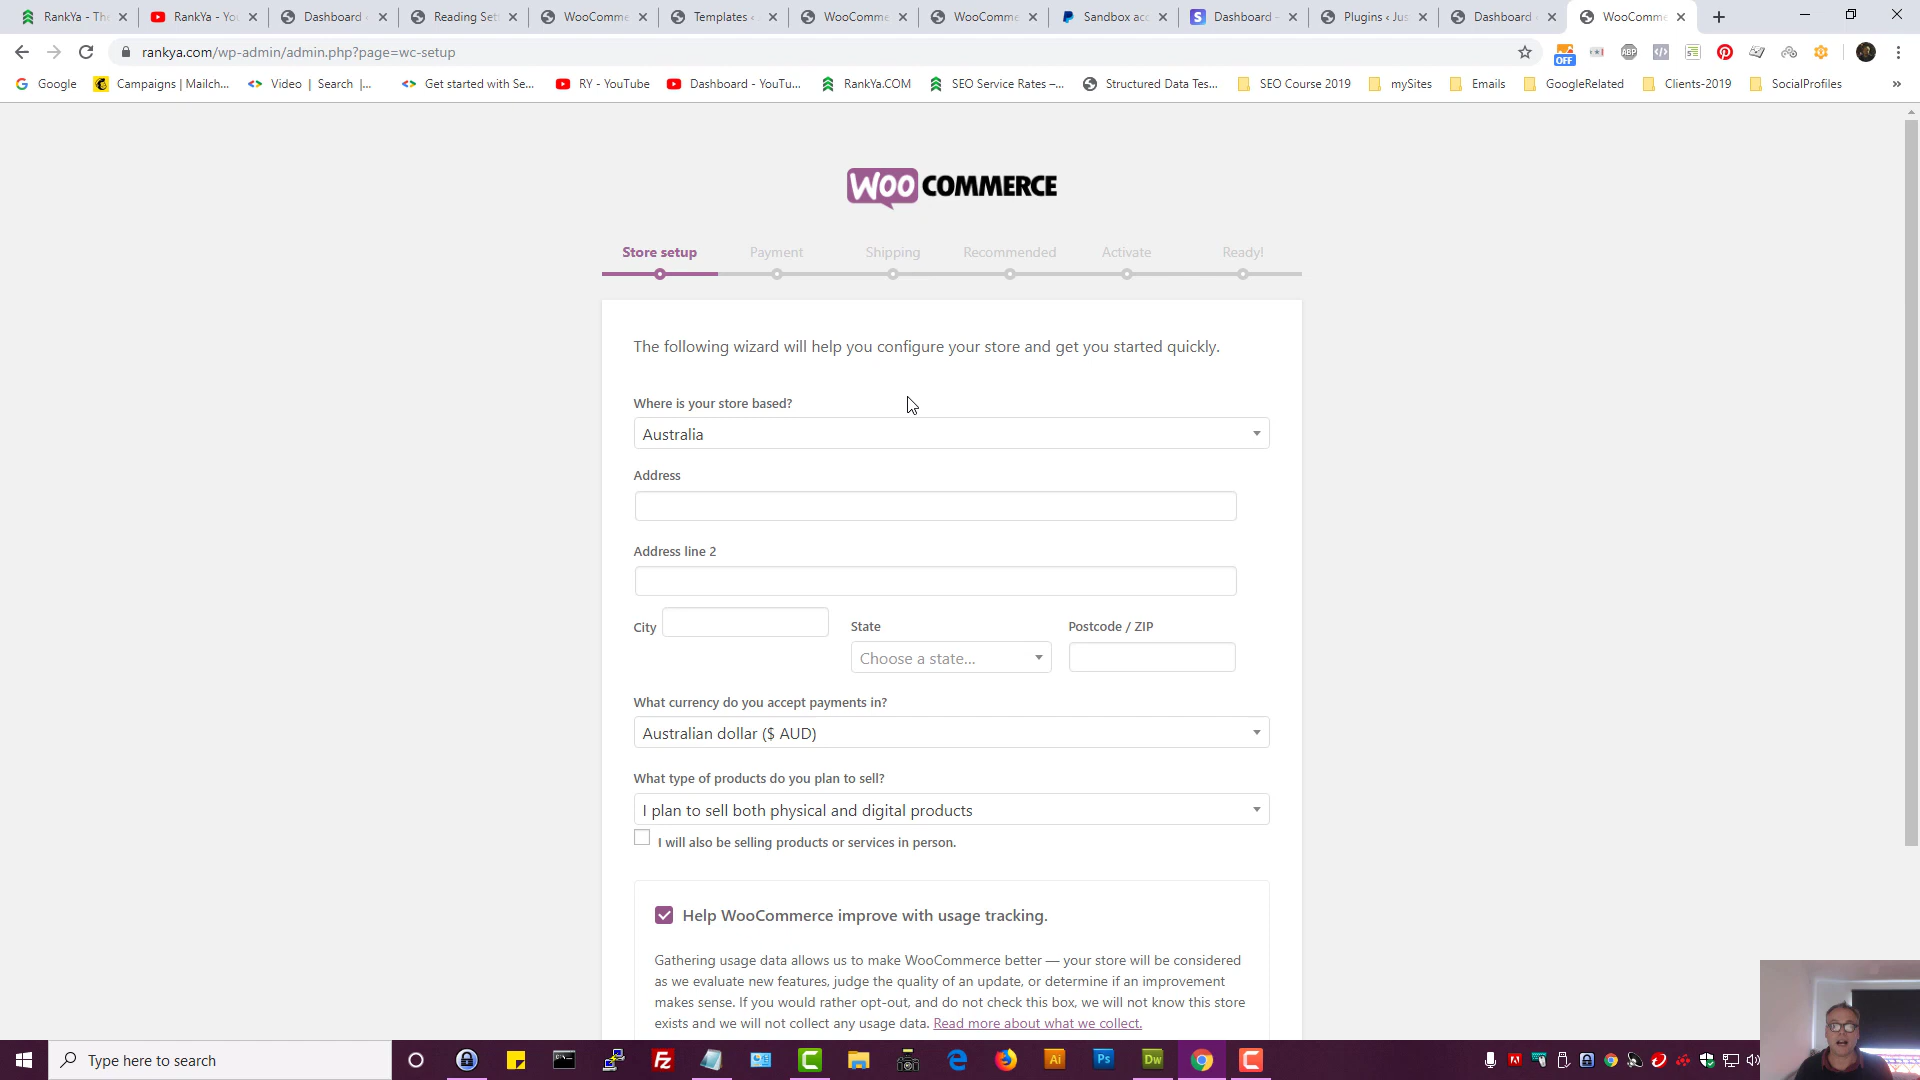 RankYa - Th
RankYa - Yo
Dashboard
Reading Set
WooComme
Templates ‹
WooComme
WooComme
Sandbox acc
Dashboard -
Plugins ‹ Jus
Dashboard
WooComme
rankya.com/wp-admin/admin.php?page=wc-setup
OFF
ABP
Google
Campaigns | Mailch...
Video | Search |...
Get started with Se...
RY - YouTube
Dashboard - YouTu...
RankYa.COM
SEO Service Rates –...
Structured Data Tes...
SEO Course 2019
mySites
Emails
GoogleRelated
Clients-2019
SocialProfiles
»
WOO COMMERCE
Store setup
Payment
Shipping
Recommended
Activate
Ready!
The following wizard will help you configure your store and get you started quickly.
Where is your store based?
Australia
Address
Address line 2
City
State
Postcode / ZIP
Choose a state...
What currency do you accept payments in?
Australian dollar ($ AUD)
What type of products do you plan to sell?
I plan to sell both physical and digital products
I will also be selling products or services in person.
Help WooCommerce improve with usage tracking.
Gathering usage data allows us to make WooCommerce better — your store will be considered
as we evaluate new features, judge the quality of an update, or determine if an improvement
makes sense. If you would rather opt-out, and do not check this box, we will not know this store
exists and we will not collect any usage data. Read more about what we collect.
Type here to search
Fz
Ai
Ps
Dw